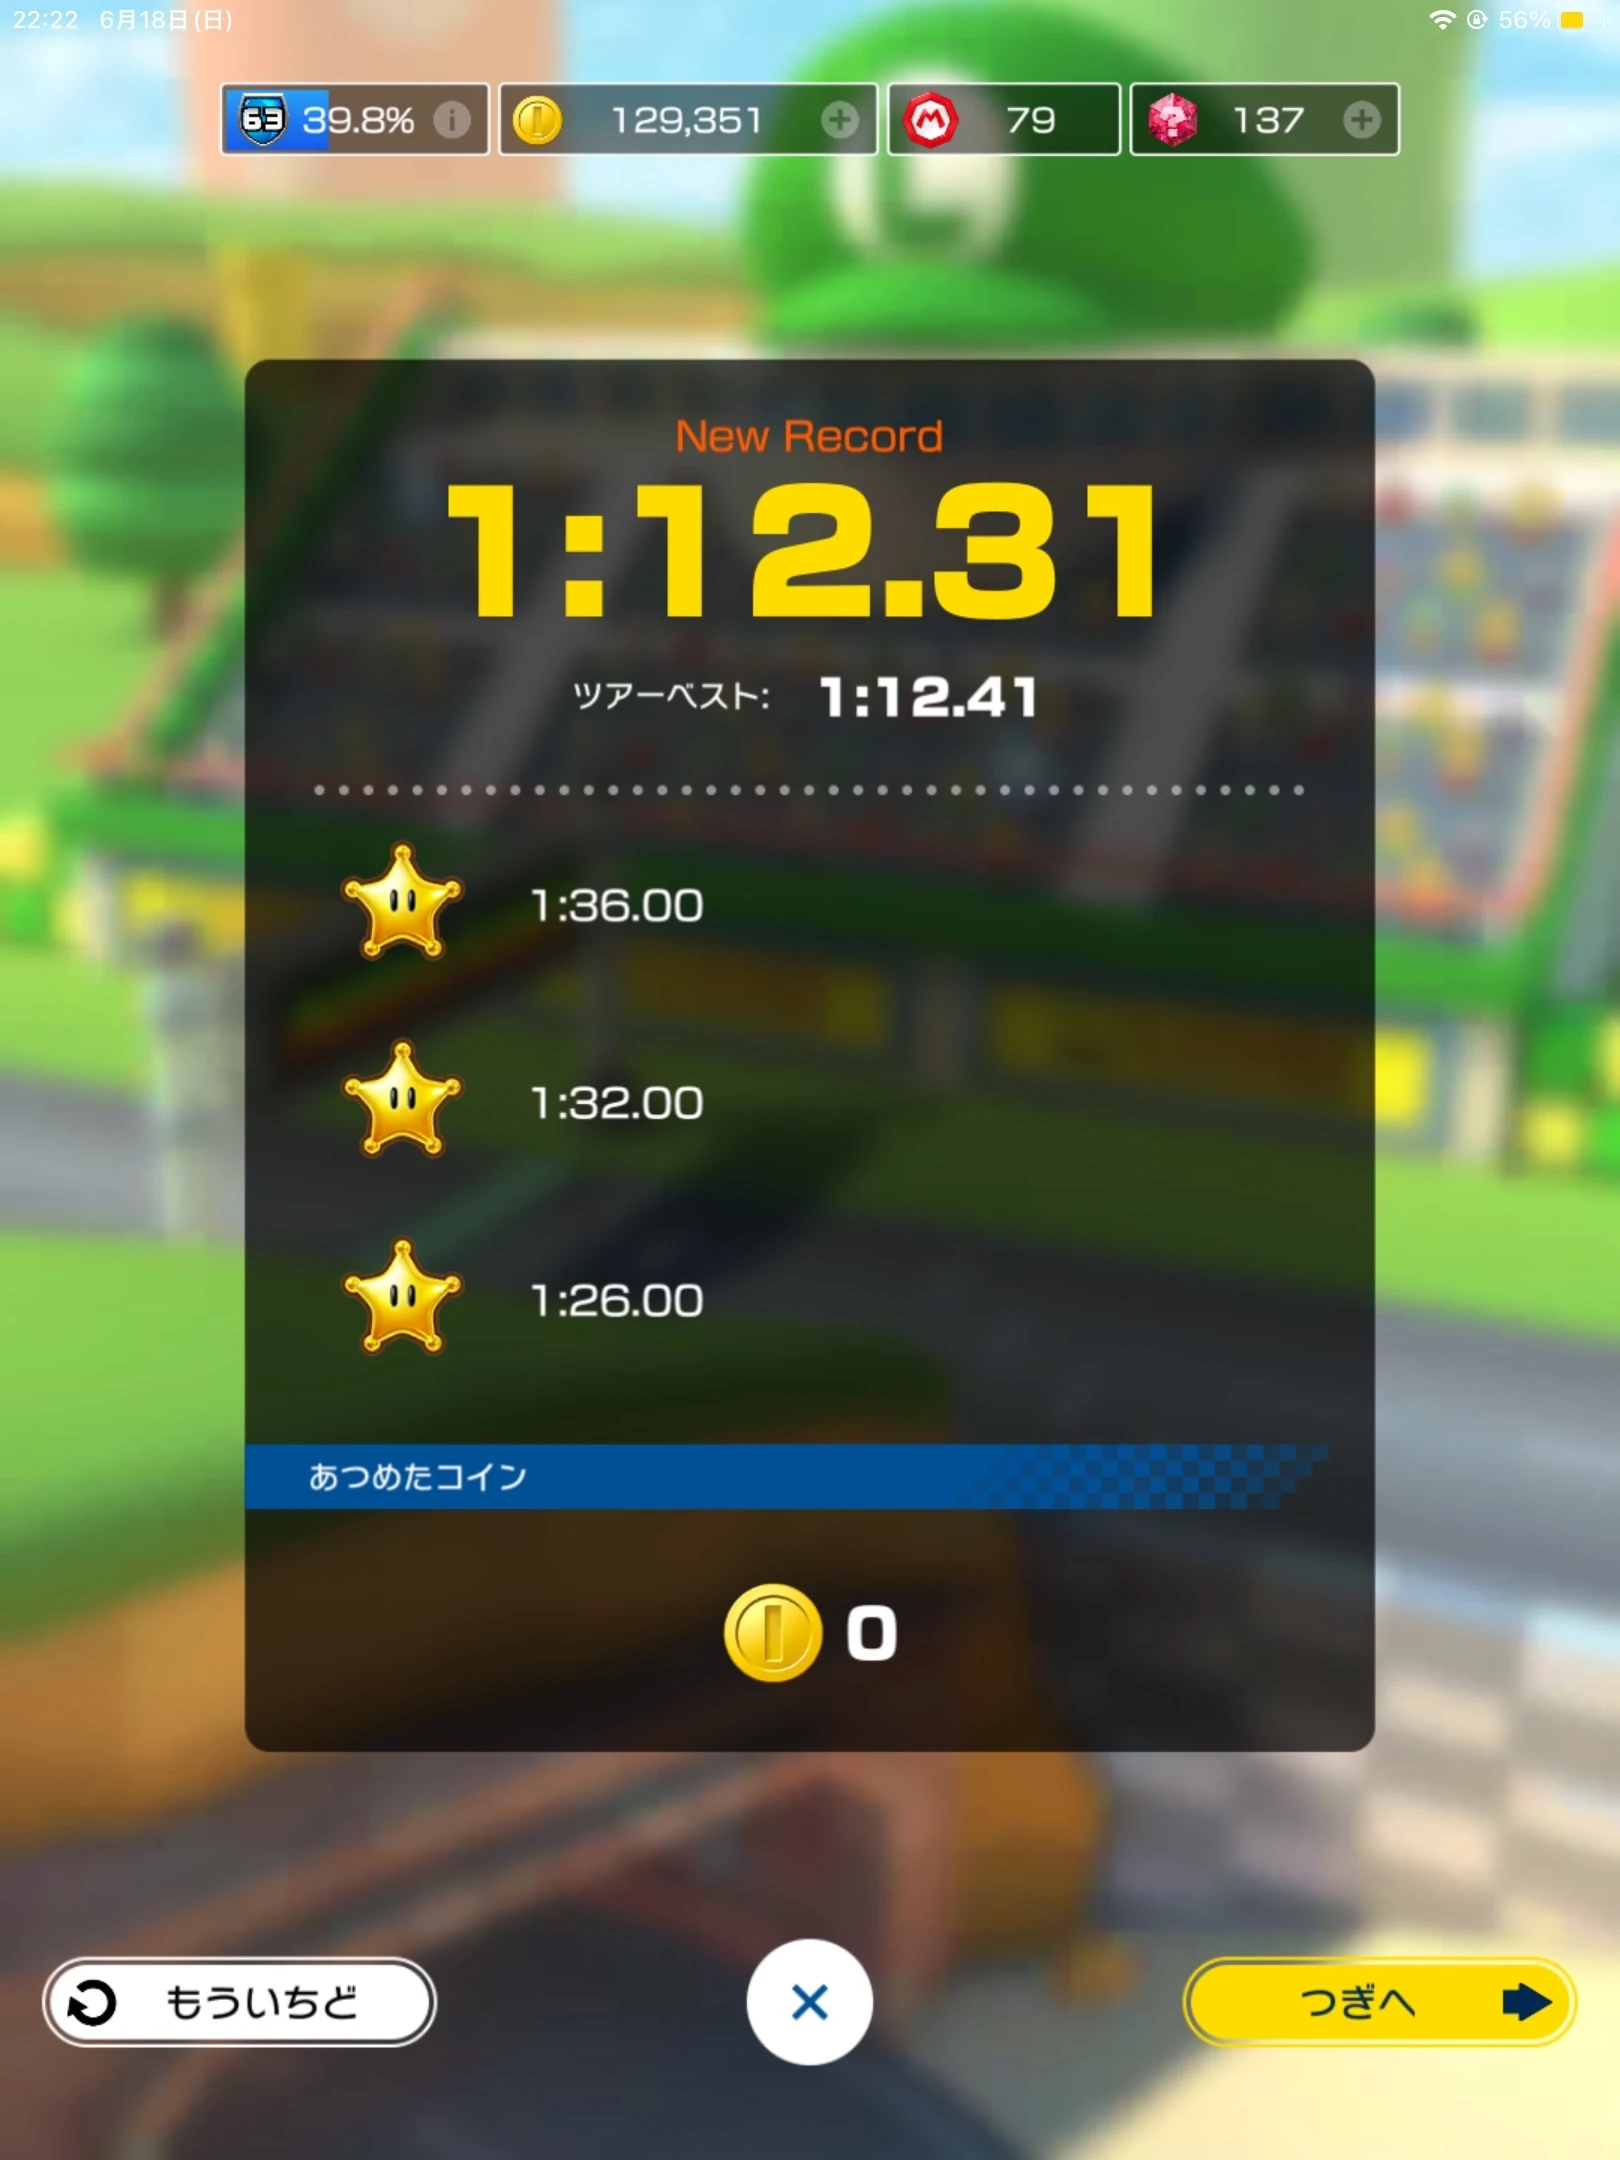 22:22 6月18日(日) 56%
63 39.8% i 129,351 + M 79 ? 137 +
L
New Record
1:12.31
ツアーベスト: 1:12.41
1:36.00
1:32.00
1:26.00
あつめたコイン
0
もういちど × つぎへ